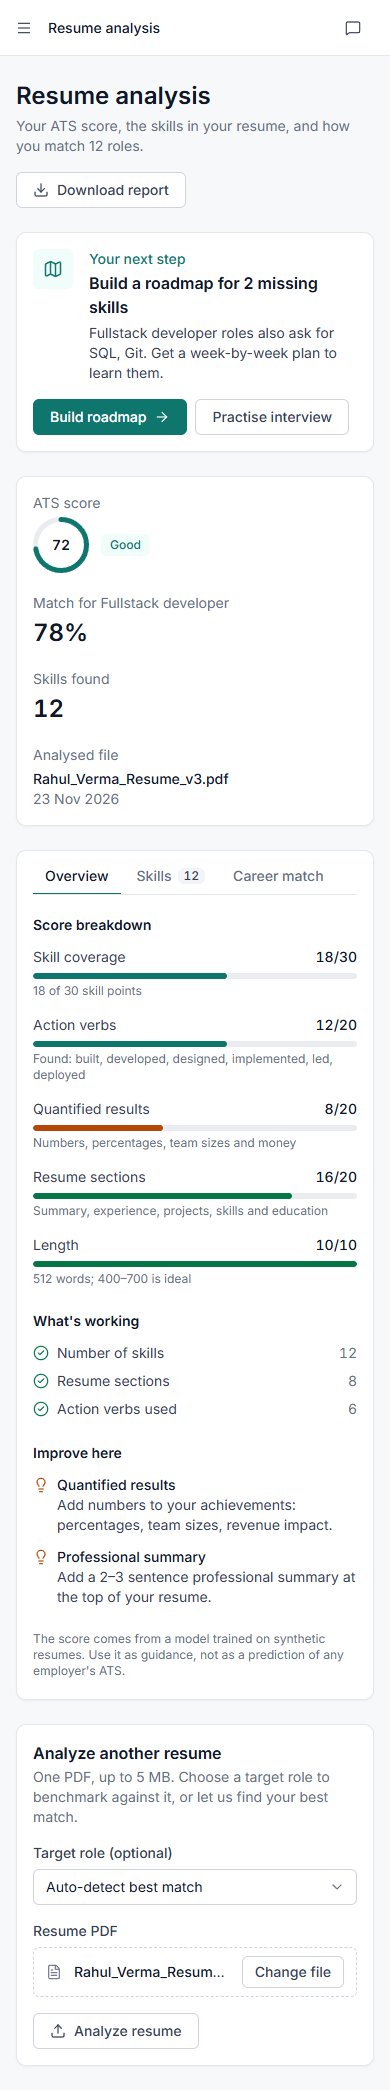 Resume analysis
Resume analysis
Your ATS score, the skills in your resume, and how
you match 12 roles.
Download report
Your next step
Build a roadmap for 2 missing
skills
Fullstack developer roles also ask for
SQL, Git. Get a week-by-week plan to
learn them.
Build roadmap
Practise interview
ATS score
72
Good
Match for Fullstack developer
78%
Skills found
12
Analysed file
Rahul_Verma_Resume_v3.pdf
23 Nov 2026
Overview
Skills 12
Career match
Score breakdown
Skill coverage 18/30
18 of 30 skill points
Action verbs 12/20
Found: built, developed, designed, implemented, led,
deployed
Quantified results 8/20
Numbers, percentages, team sizes and money
Resume sections 16/20
Summary, experience, projects, skills and education
Length 10/10
512 words; 400–700 is ideal
What's working
Number of skills 12
Resume sections 8
Action verbs used 6
Improve here
Quantified results
Add numbers to your achievements:
percentages, team sizes, revenue impact.
Professional summary
Add a 2–3 sentence professional summary at
the top of your resume.
The score comes from a model trained on synthetic
resumes. Use it as guidance, not as a prediction of any
employer's ATS.
Analyze another resume
One PDF, up to 5 MB. Choose a target role to
benchmark against it, or let us find your best
match.
Target role (optional)
Auto-detect best match
Resume PDF
Rahul_Verma_Resum...
Change file
Analyze resume